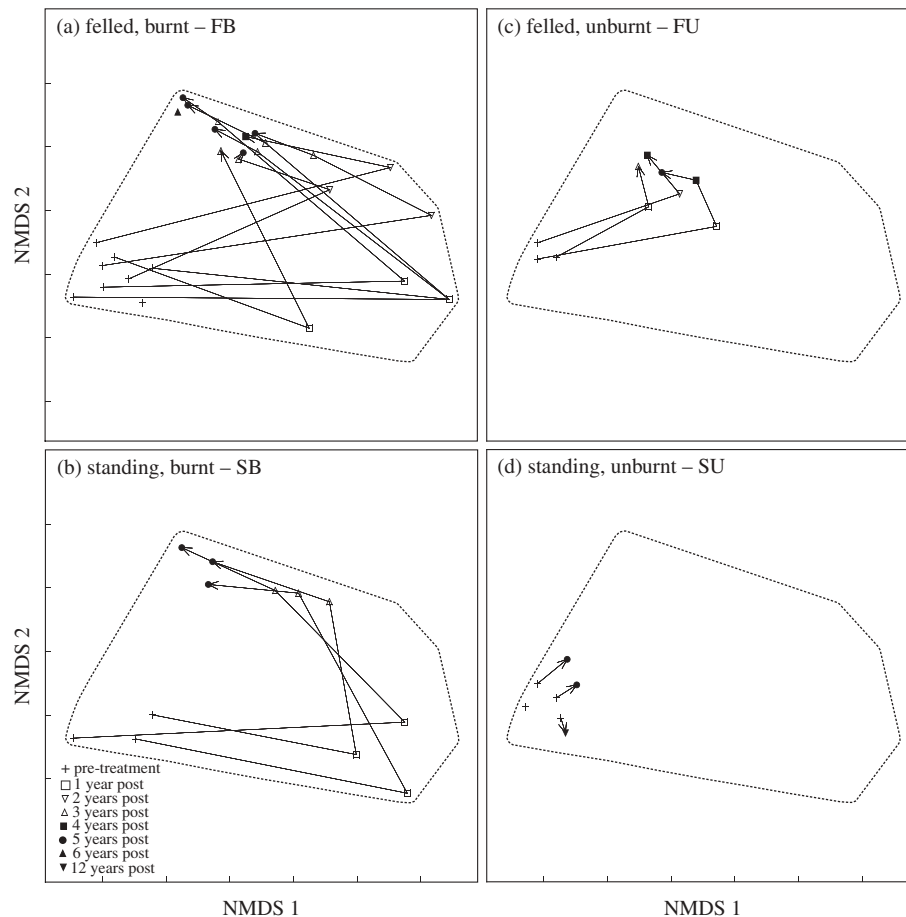 (a) felled, burnt – FB
(c) felled, unburnt – FU
NMDS 2
(b) standing, burnt – SB
(d) standing, unburnt – SU
NMDS 2
pre-treatment
1 year post
2 years post
3 years post
4 years post
5 years post
6 years post
12 years post
NMDS 1
NMDS 1